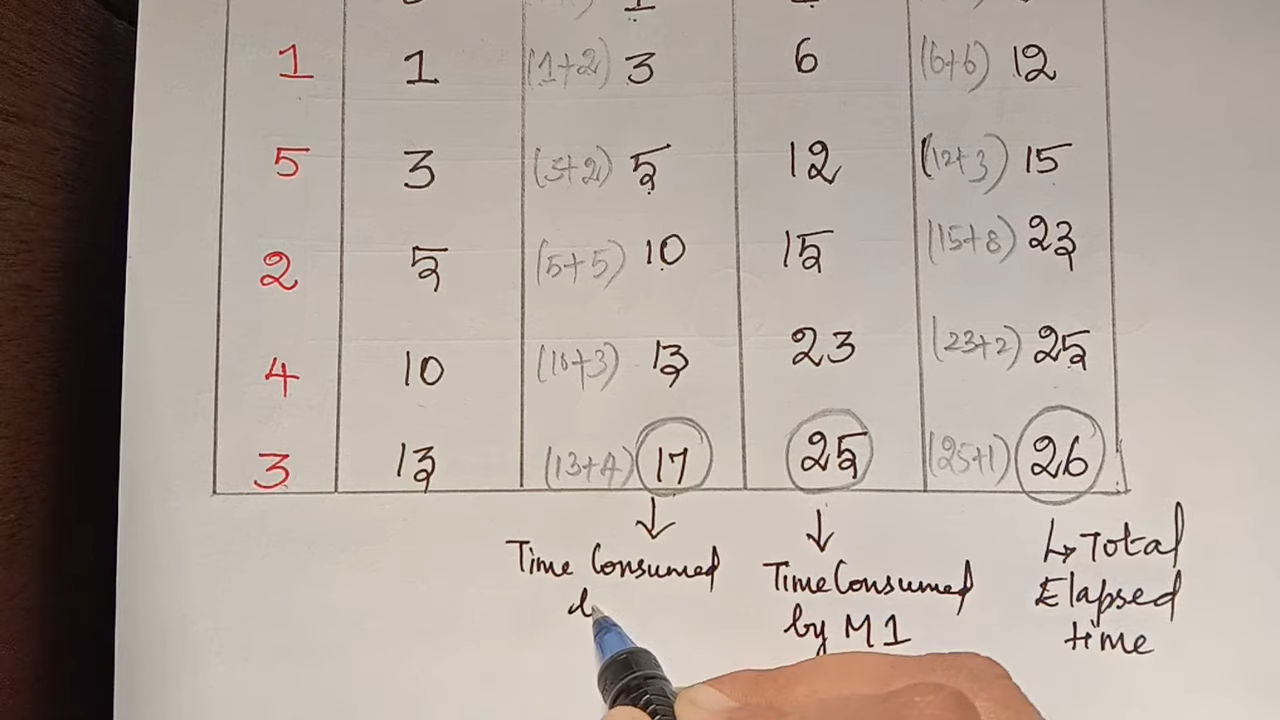 1 1 (1+2) 3 6 (6+6) 12
5 3 (3+2) 5 12 (12+3) 15
2 5 (5+5) 10 15 (15+8) 23
4 10 (10+3) 13 23 (23+2) 25
3 13 (13+4) 17 25 (25+1) 26
Time Consumed
Time Consumed
by M1
↳ Total
Elapsed
time